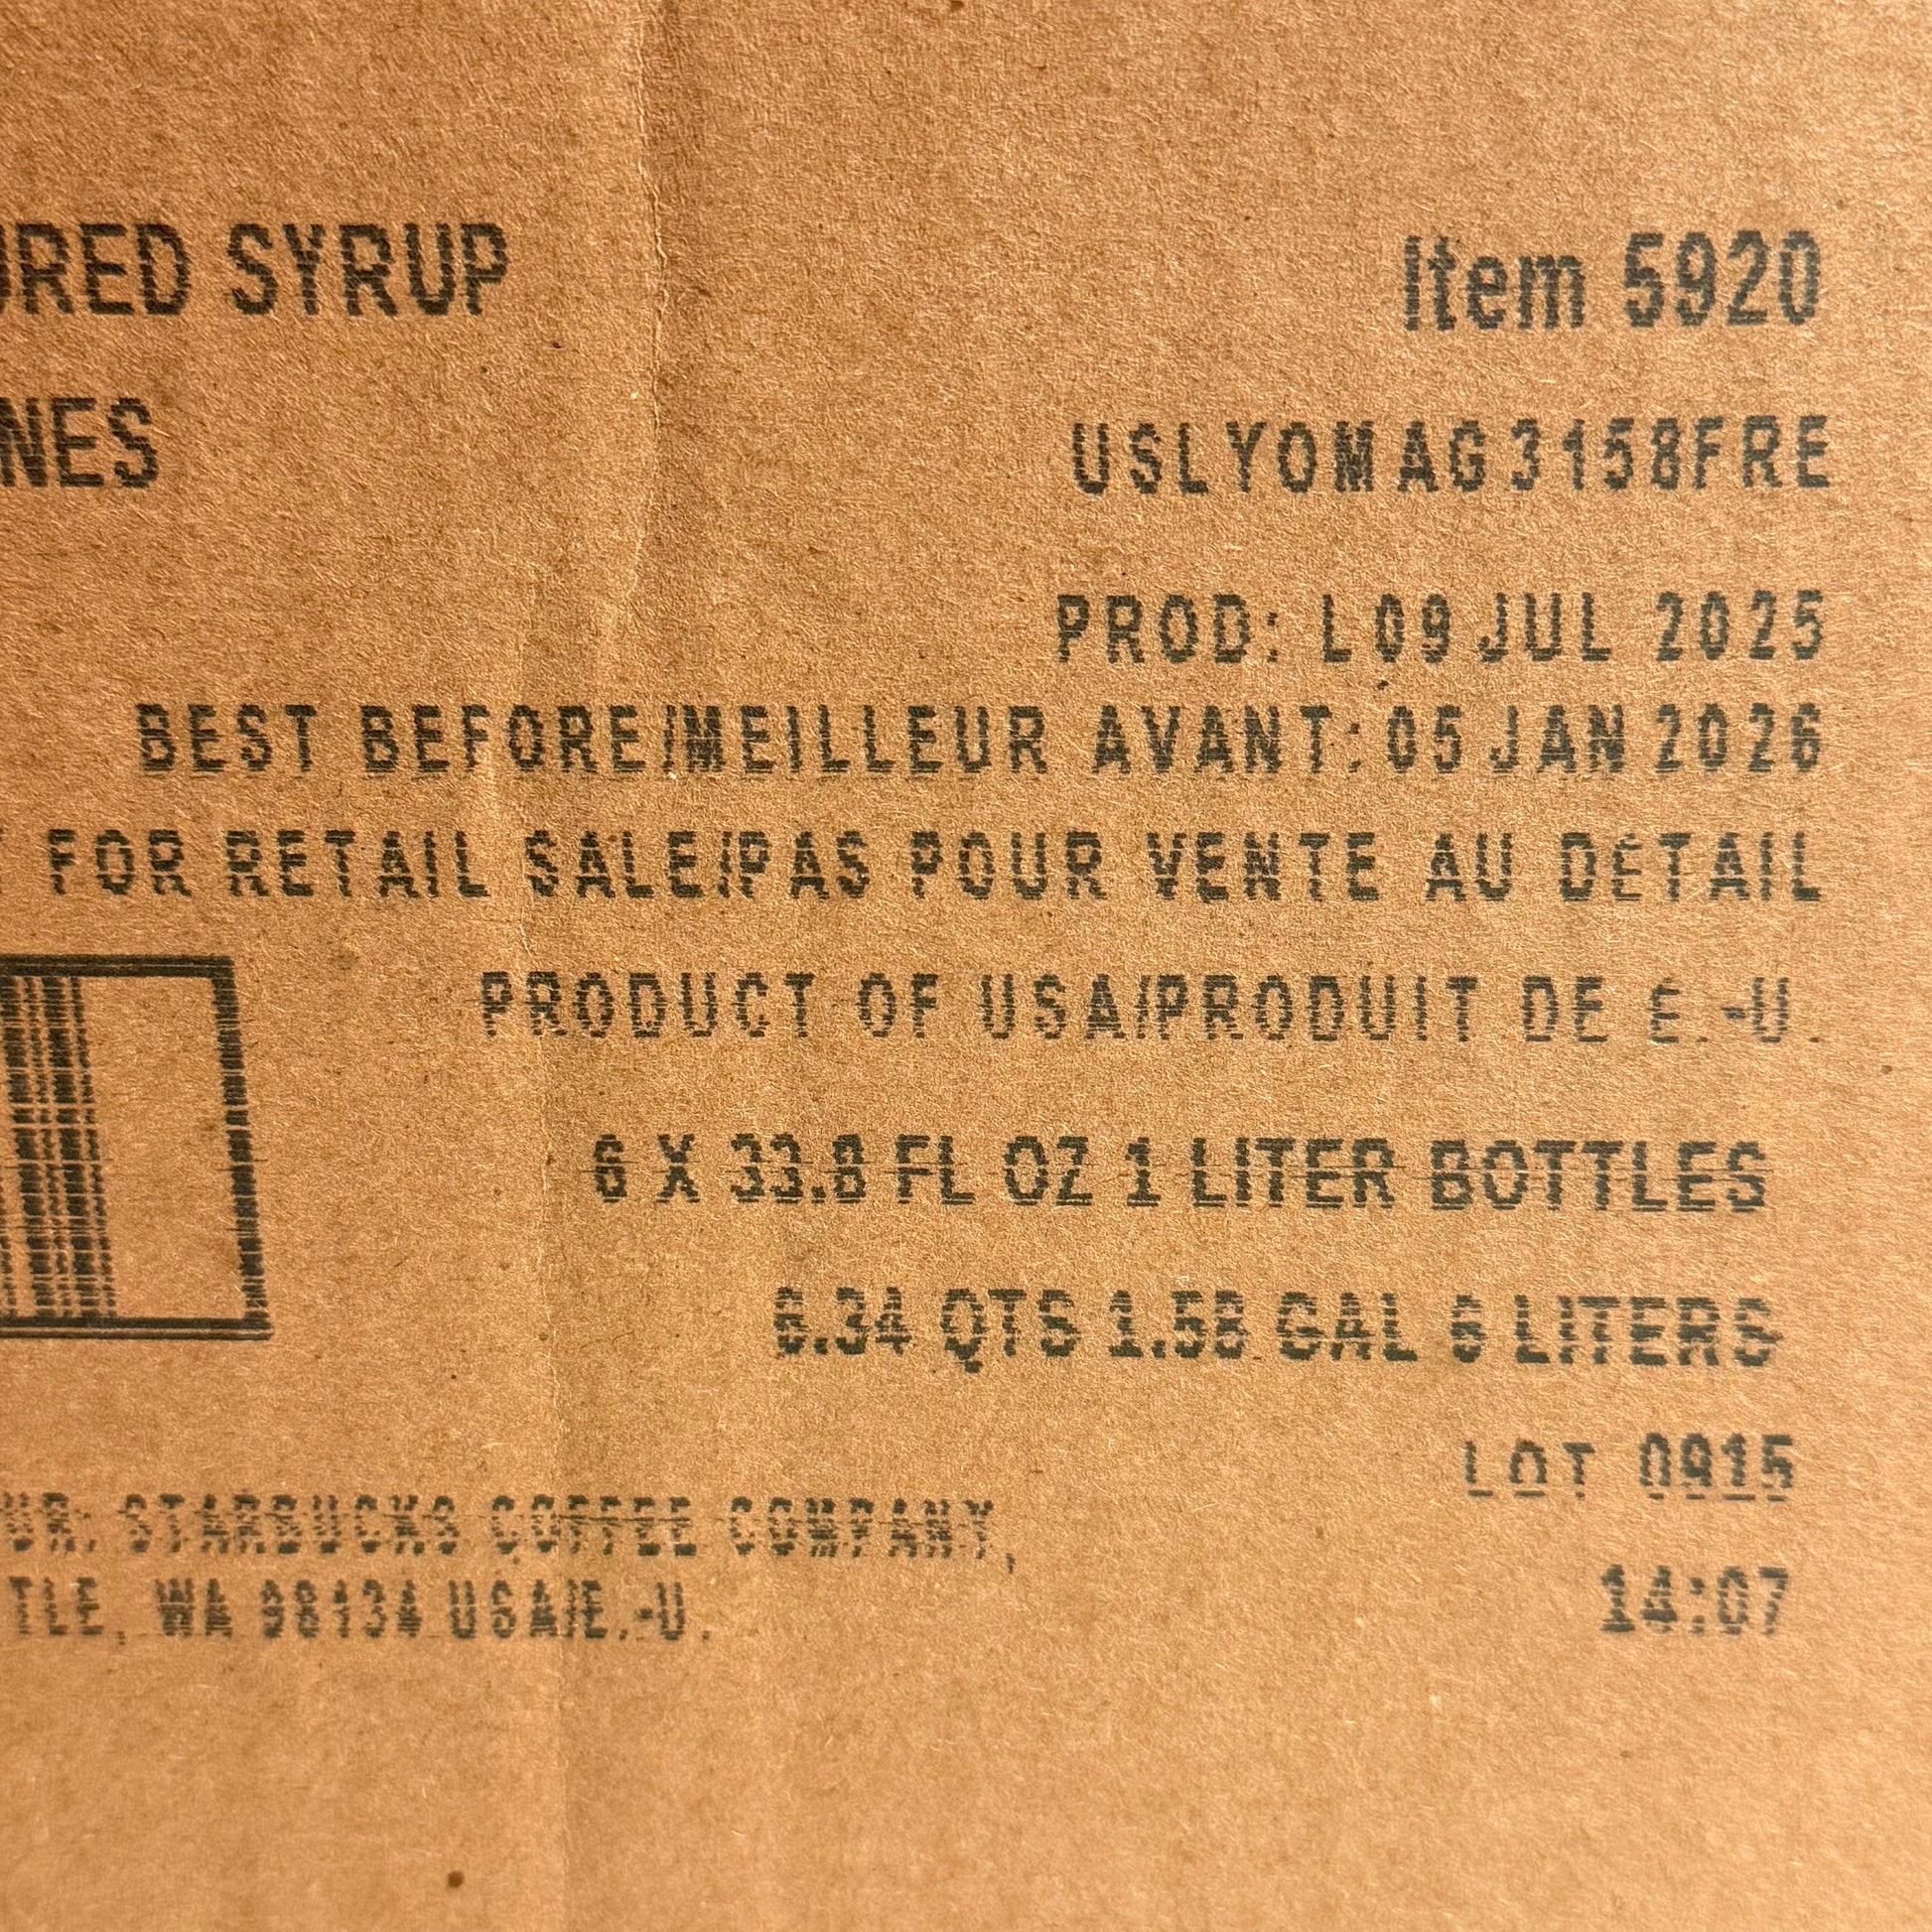 URED SYRUP
Item 5920
NES
USLYOMAG3158FRE
PROD: L09 JUL 2025
BEST BEFORE/MEILLEUR AVANT: 05 JAN 2026
FOR RETAIL SALE/PAS POUR VENTE AU DÉTAIL
PRODUCT OF USA/PRODUIT DE É.-U.
6 X 33.8 FL OZ 1 LITER BOTTLES
6.34 QTS 1.58 GAL 6 LITERS
LOT 0915
UR: STARBUCKS COFFEE COMPANY,
TLE, WA 98134 USA/É.-U.
14:07